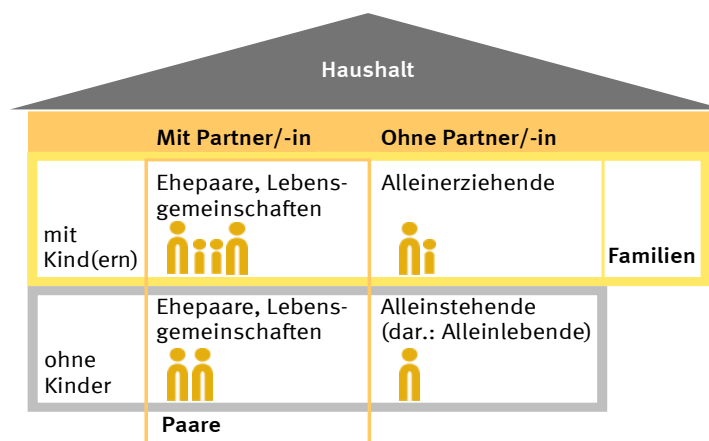 Haushalt
Mit Partner/-in
Ohne Partner/-in
mit
Kind(ern)
Ehepaare, Lebens-
gemeinschaften
Alleinerziehende
Familien
ohne
Kinder
Ehepaare, Lebens-
gemeinschaften
Alleinstehende
(dar.: Alleinlebende)
Paare